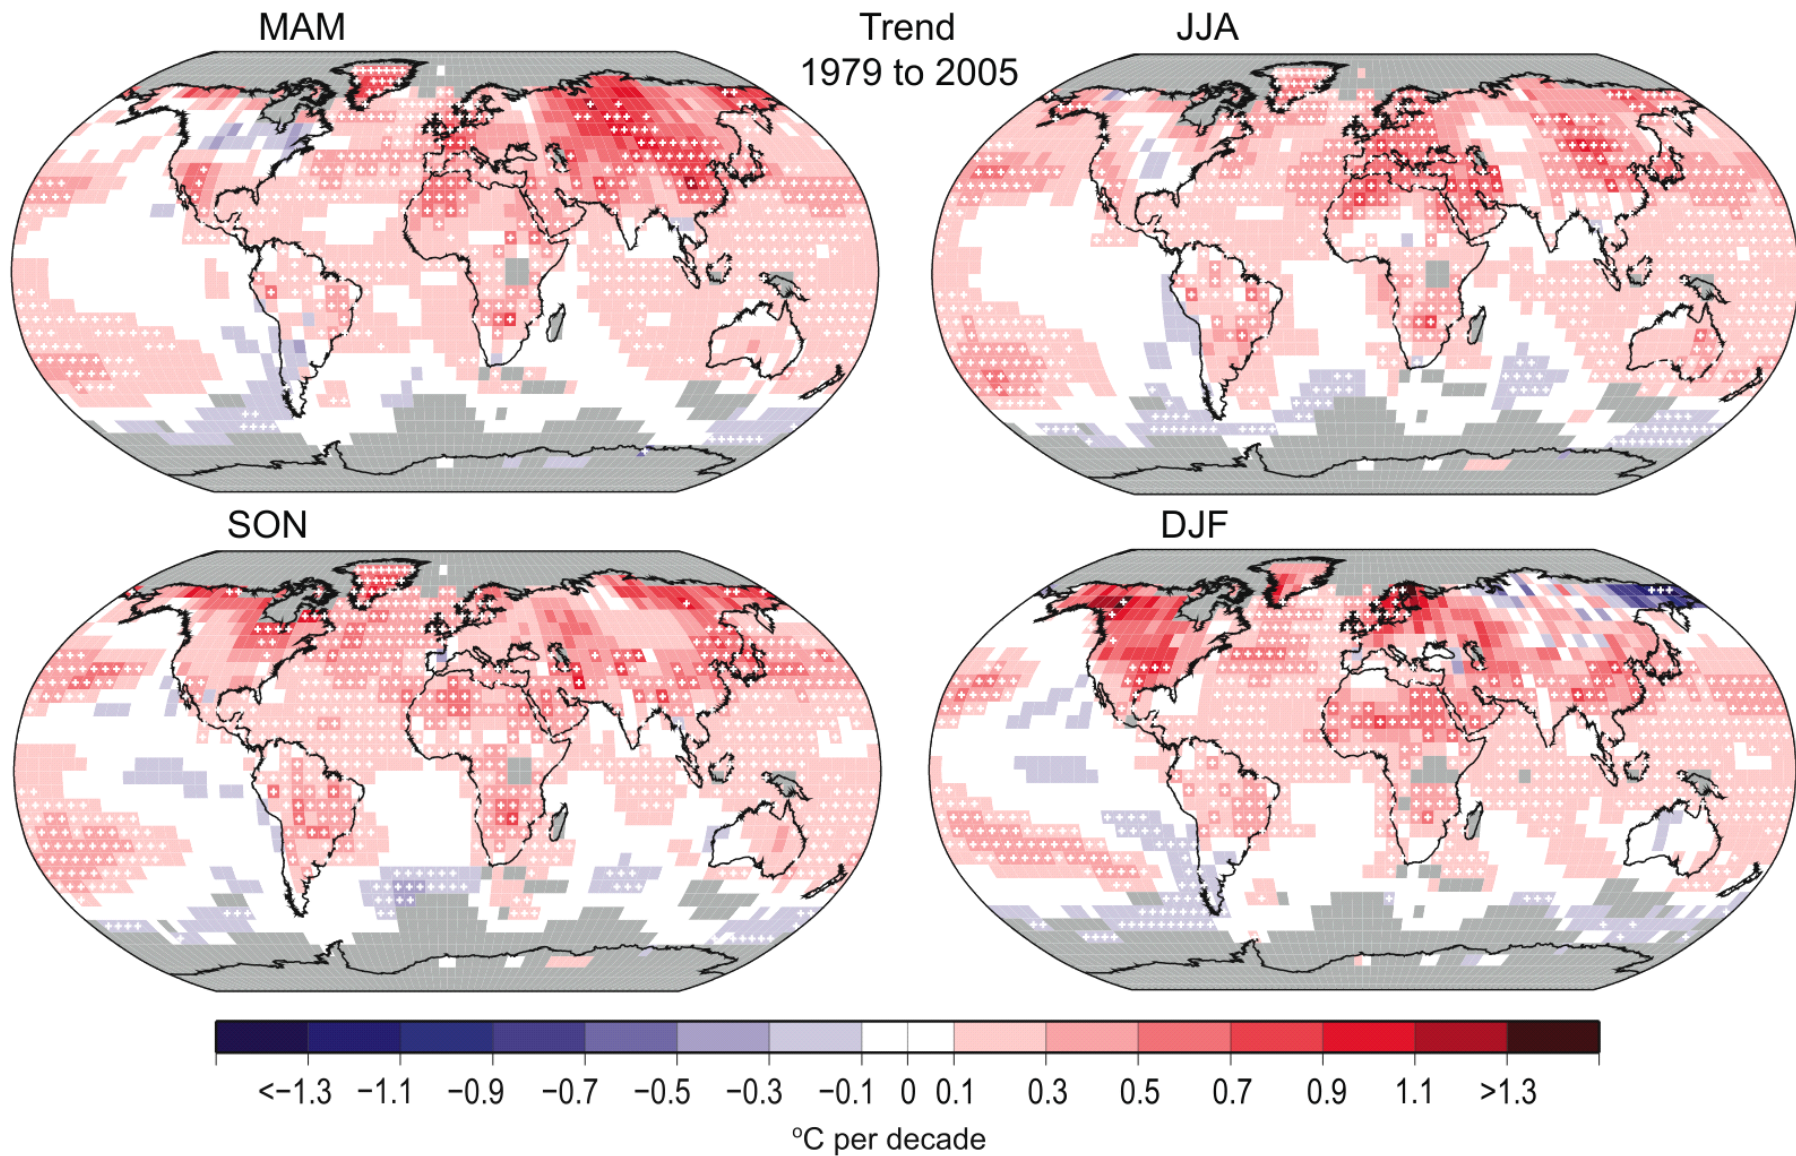 MAM
Trend
1979 to 2005
JJA
SON
DJF
<−1.3 −1.1 −0.9 −0.7 −0.5 −0.3 −0.1 0 0.1 0.3 0.5 0.7 0.9 1.1 >1.3
ºC per decade